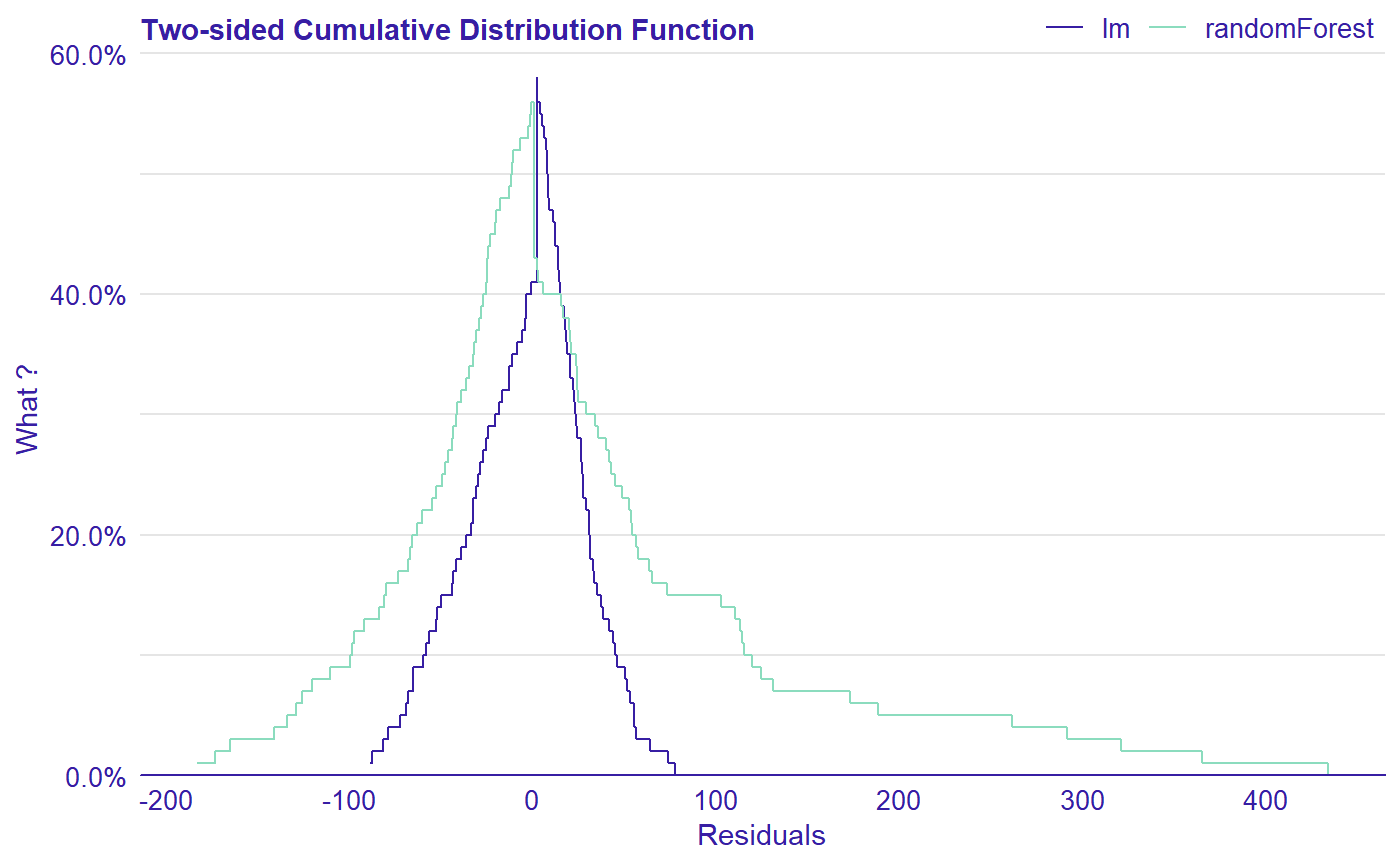 Two-sided Cumulative Distribution Function
lm randomForest
60.0%
40.0%
20.0%
0.0%
What ?
-200 -100 0 100 200 300 400
Residuals